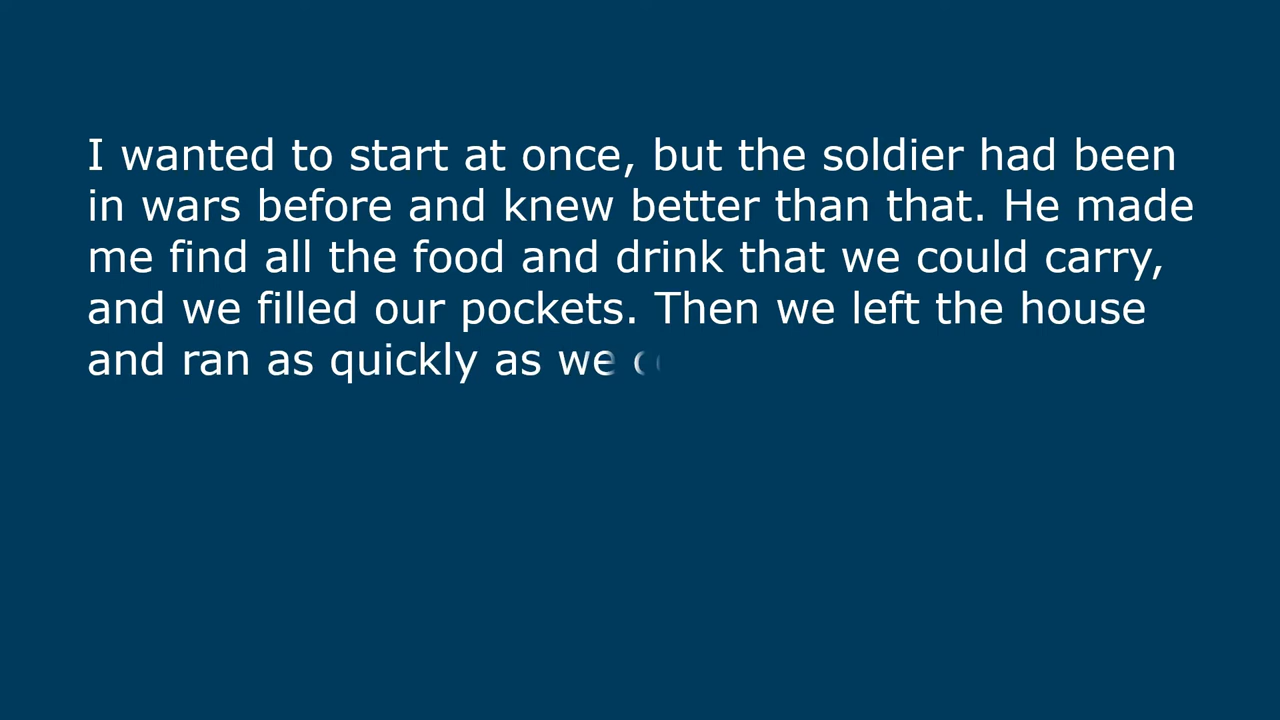 I wanted to start at once, but the soldier had been
in wars before and knew better than that. He made
me find all the food and drink that we could carry,
and we filled our pockets. Then we left the house
and ran as quickly as we